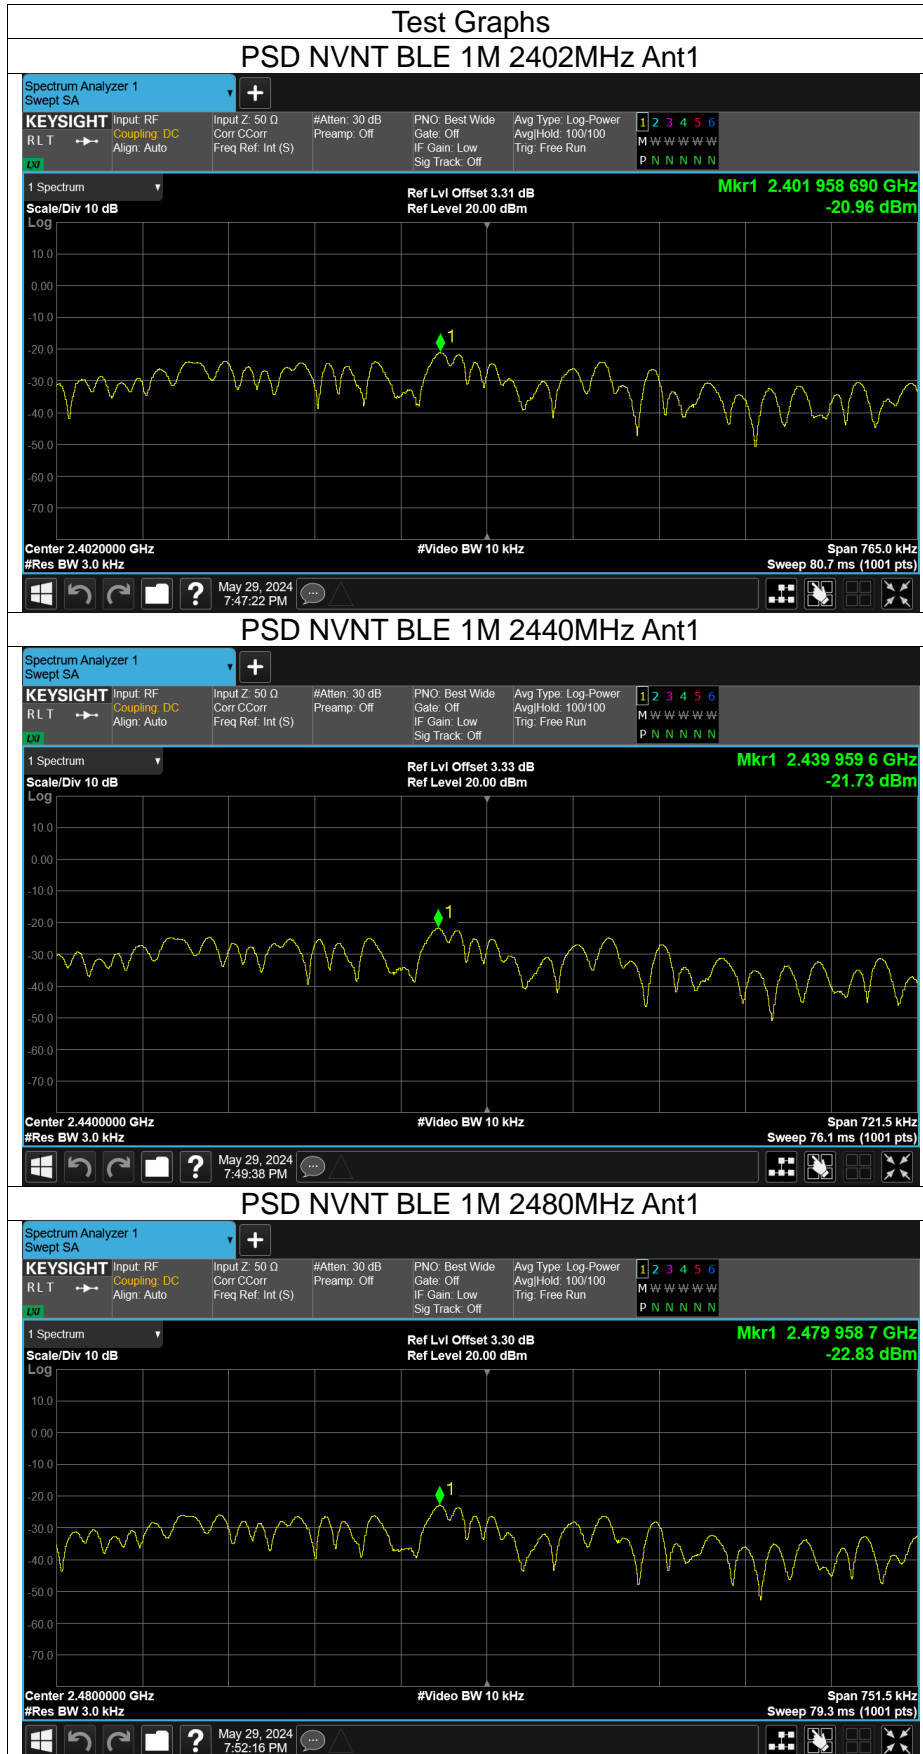 Test Graphs
PSD NVNT BLE 1M 2402MHz Ant1
Spectrum Analyzer 1
Swept SA
+
KEYSIGHT Input: RF Input Z: 50 Ω #Atten: 30 dB PNO: Best Wide Avg Type: Log-Power 1 2 3 4 5 6
RLT Coupling: DC Corr CCorr Preamp: Off Gate: Off Avg|Hold: 100/100 M W W W W W
Align: Auto Freq Ref: Int (S) IF Gain: Low Trig: Free Run
LXI Sig Track: Off P N N N N N
1 Spectrum Ref Lvl Offset 3.31 dB Mkr1 2.401 958 690 GHz
Scale/Div 10 dB Ref Level 20.00 dBm -20.96 dBm
Log
10.0
0.00
-10.0
1
-20.0
-30.0
-40.0
-50.0
-60.0
-70.0
Center 2.4020000 GHz #Video BW 10 kHz Span 765.0 kHz
#Res BW 3.0 kHz Sweep 80.7 ms (1001 pts)
? May 29, 2024
7:47:22 PM
PSD NVNT BLE 1M 2440MHz Ant1
Spectrum Analyzer 1
Swept SA
+
KEYSIGHT Input: RF Input Z: 50 Ω #Atten: 30 dB PNO: Best Wide Avg Type: Log-Power 1 2 3 4 5 6
RLT Coupling: DC Corr CCorr Preamp: Off Gate: Off Avg|Hold: 100/100 M W W W W W
Align: Auto Freq Ref: Int (S) IF Gain: Low Trig: Free Run
LXI Sig Track: Off P N N N N N
1 Spectrum Ref Lvl Offset 3.33 dB Mkr1 2.439 959 6 GHz
Scale/Div 10 dB Ref Level 20.00 dBm -21.73 dBm
Log
10.0
0.00
-10.0
1
-20.0
-30.0
-40.0
-50.0
-60.0
-70.0
Center 2.4400000 GHz #Video BW 10 kHz Span 721.5 kHz
#Res BW 3.0 kHz Sweep 76.1 ms (1001 pts)
? May 29, 2024
7:49:38 PM
PSD NVNT BLE 1M 2480MHz Ant1
Spectrum Analyzer 1
Swept SA
+
KEYSIGHT Input: RF Input Z: 50 Ω #Atten: 30 dB PNO: Best Wide Avg Type: Log-Power 1 2 3 4 5 6
RLT Coupling: DC Corr CCorr Preamp: Off Gate: Off Avg|Hold: 100/100 M W W W W W
Align: Auto Freq Ref: Int (S) IF Gain: Low Trig: Free Run
LXI Sig Track: Off P N N N N N
1 Spectrum Ref Lvl Offset 3.30 dB Mkr1 2.479 958 7 GHz
Scale/Div 10 dB Ref Level 20.00 dBm -22.83 dBm
Log
10.0
0.00
-10.0
1
-20.0
-30.0
-40.0
-50.0
-60.0
-70.0
Center 2.4800000 GHz #Video BW 10 kHz Span 751.5 kHz
#Res BW 3.0 kHz Sweep 79.3 ms (1001 pts)
? May 29, 2024
7:52:16 PM